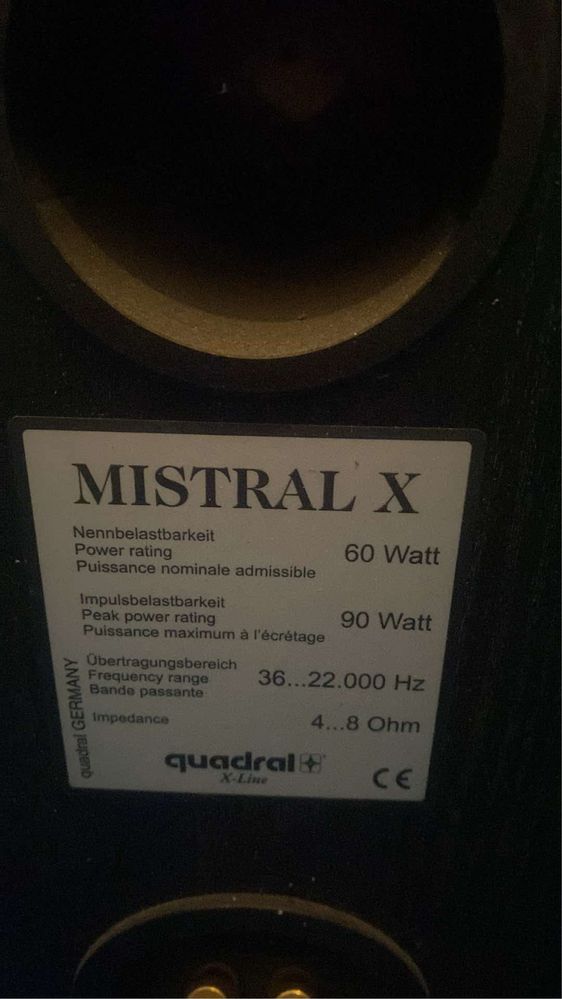 MISTRAL X
Nennbelastbarkeit
Power rating
Puissance nominale admissible
60 Watt
Impulsbelastbarkeit
Peak power rating
Puissance maximum à l'écrétage
90 Watt
Übertragungsbereich
Frequency range
Bande passante
36...22.000 Hz
Impedance
4...8 Ohm
quadral GERMANY
quadral
X-Line
CE